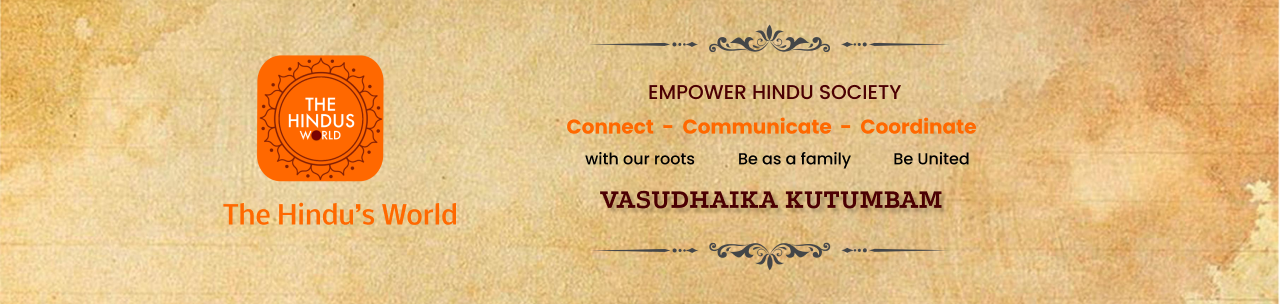 THE
HINDUS
WORLD
The Hindu's World
EMPOWER HINDU SOCIETY
Connect - Communicate - Coordinate
with our roots Be as a family Be United
VASUDHAIKA KUTUMBAM